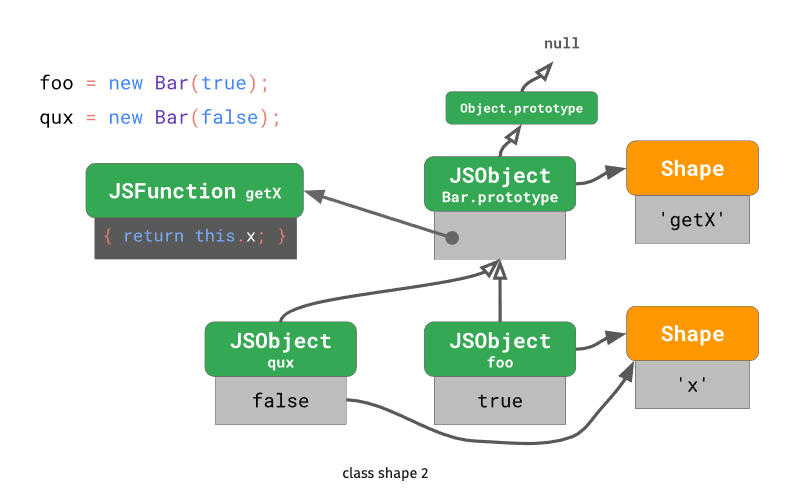 null
foo = new Bar(true);
Object.prototype
qux = new Bar(false);
JSObject
Bar.prototype
Shape
'getX'
JSFunction getX
{ return this.x; }
JSObject
qux
false
JSObject
foo
true
Shape
'x'
class shape 2